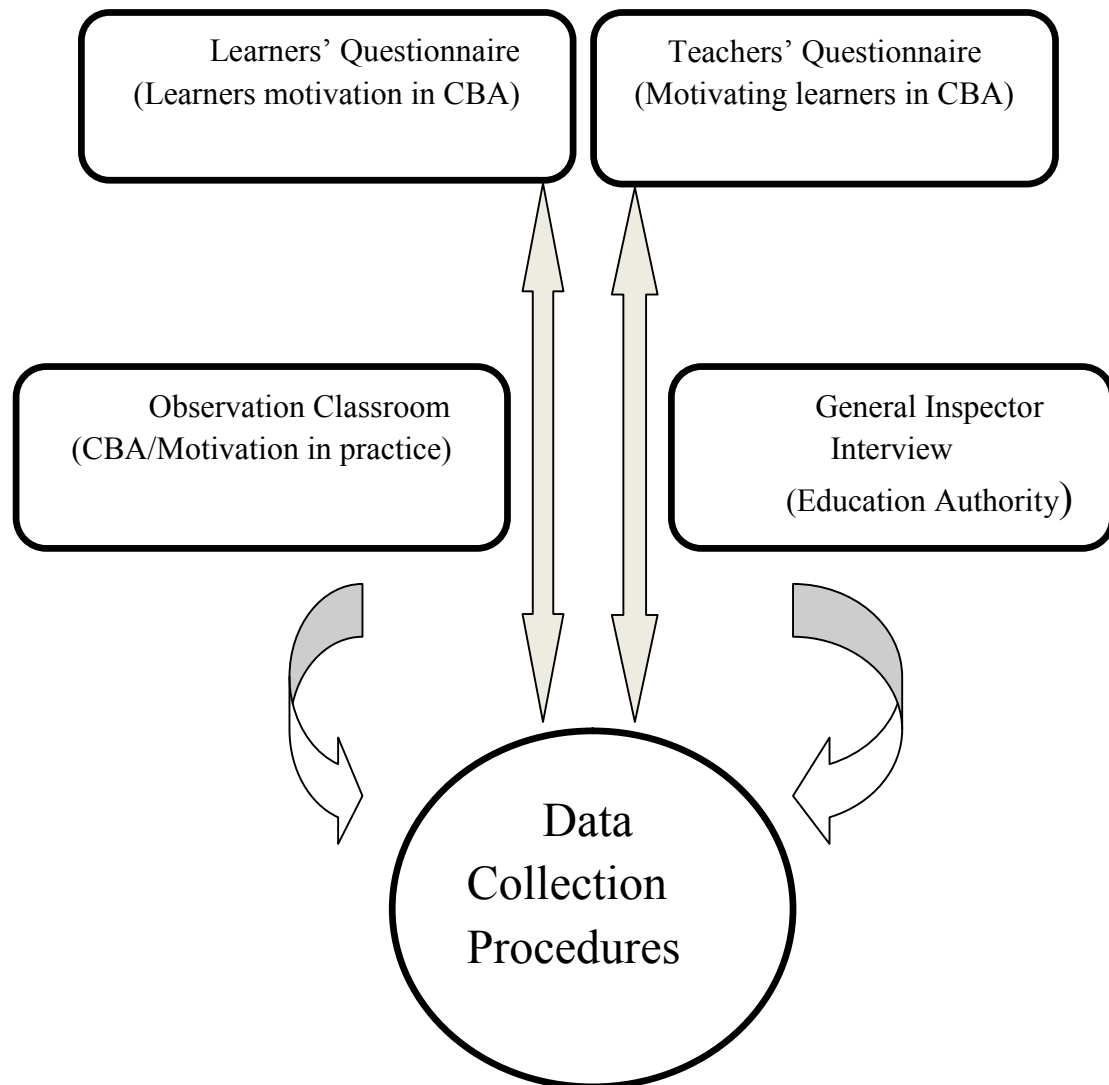 Learners’ Questionnaire
(Learners motivation in CBA)
Teachers’ Questionnaire
(Motivating learners in CBA)
Observation Classroom
(CBA/Motivation in practice)
General Inspector
Interview
(Education Authority)
Data
Collection
Procedures